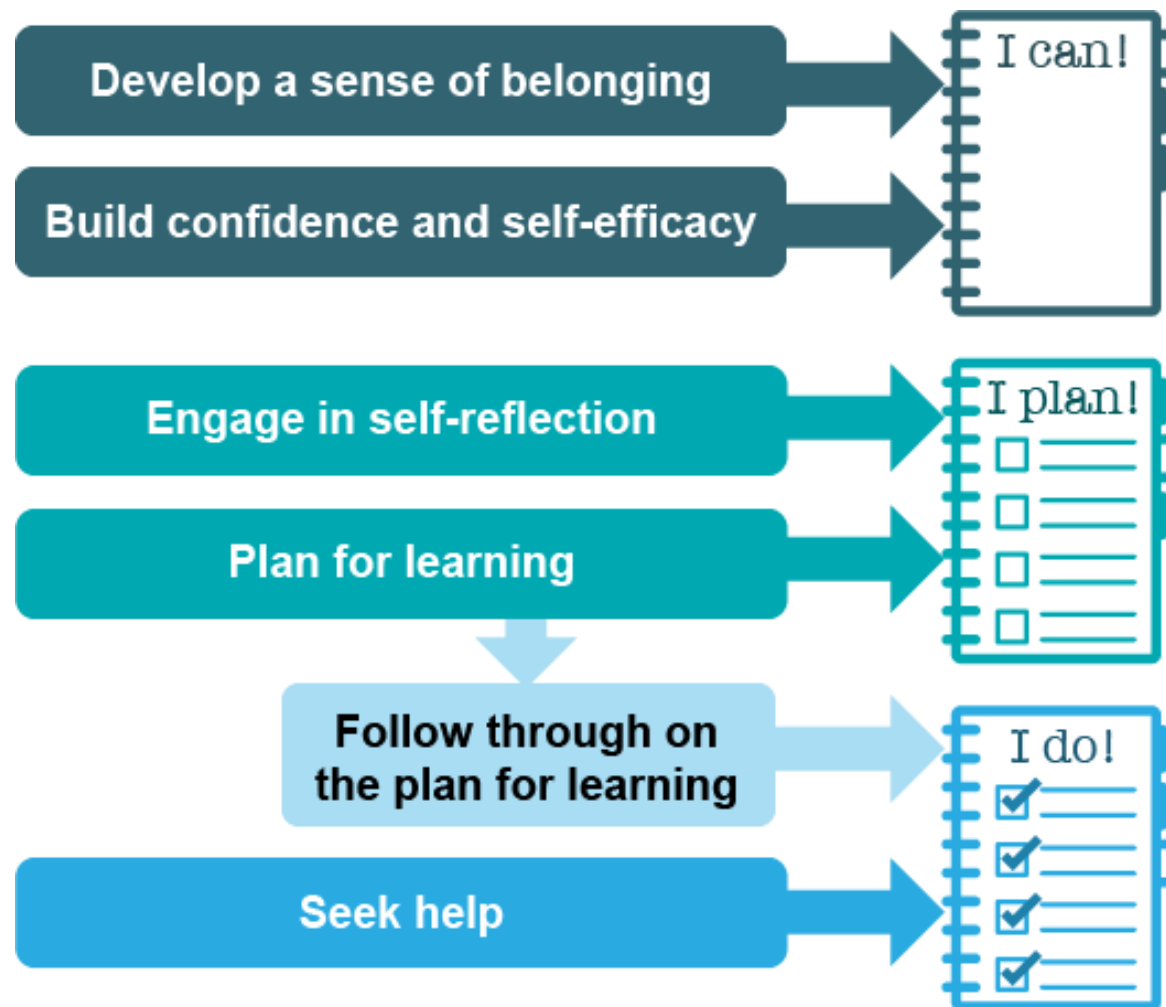 Develop a sense of belonging
I can!
Build confidence and self-efficacy
Engage in self-reflection
I plan!
Plan for learning
Follow through on
the plan for learning
I do!
Seek help